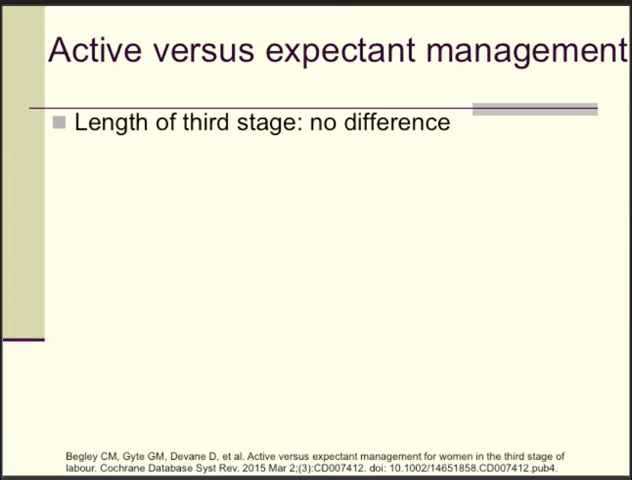 Active versus expectant management
Length of third stage: no difference
Begley CM, Gyte GM, Devane D, et al. Active versus expectant management for women in the third stage of
labour. Cochrane Database Syst Rev. 2015 Mar 2;(3):CD007412. doi: 10.1002/14651858.CD007412.pub4.